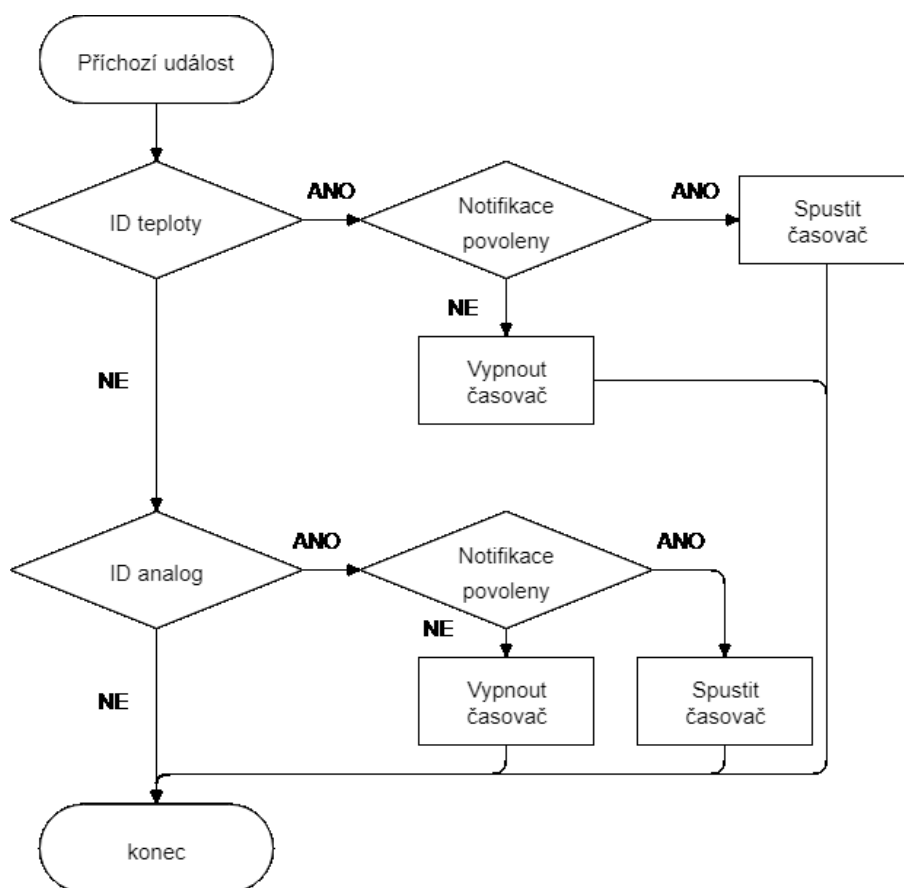 Příchozí událost
ID teploty
ANO
Notifikace
povoleny
ANO
Spustit
časovač
NE
Vypnout
časovač
NE
ID analog
ANO
Notifikace
povoleny
ANO
NE
Vypnout
časovač
Spustit
časovač
NE
konec